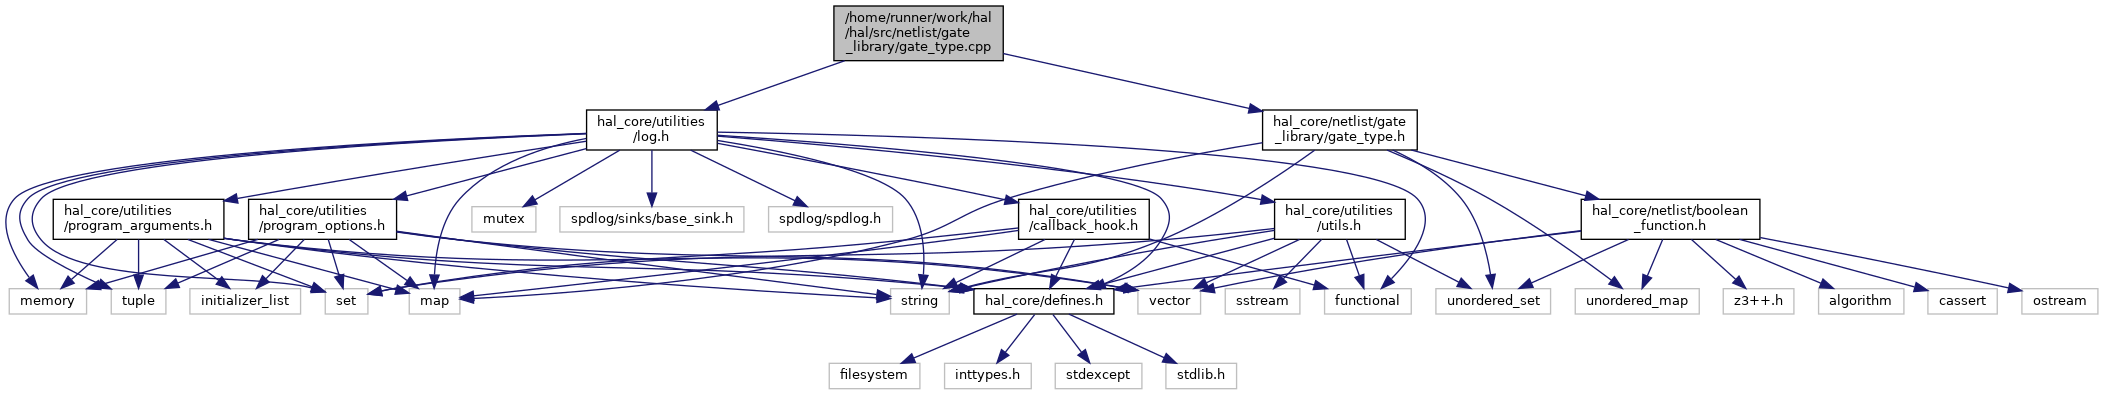 /home/runner/work/hal
/hal/src/netlist/gate
_library/gate_type.cpp
hal_core/utilities
/log.h
hal_core/netlist/gate
_library/gate_type.h
hal_core/utilities
/program_arguments.h
hal_core/utilities
/program_options.h
mutex
spdlog/sinks/base_sink.h
spdlog/spdlog.h
hal_core/utilities
/callback_hook.h
hal_core/utilities
/utils.h
hal_core/netlist/boolean
_function.h
memory
tuple
initializer_list
set
map
string
hal_core/defines.h
vector
sstream
functional
unordered_set
unordered_map
z3++.h
algorithm
cassert
ostream
filesystem
inttypes.h
stdexcept
stdlib.h